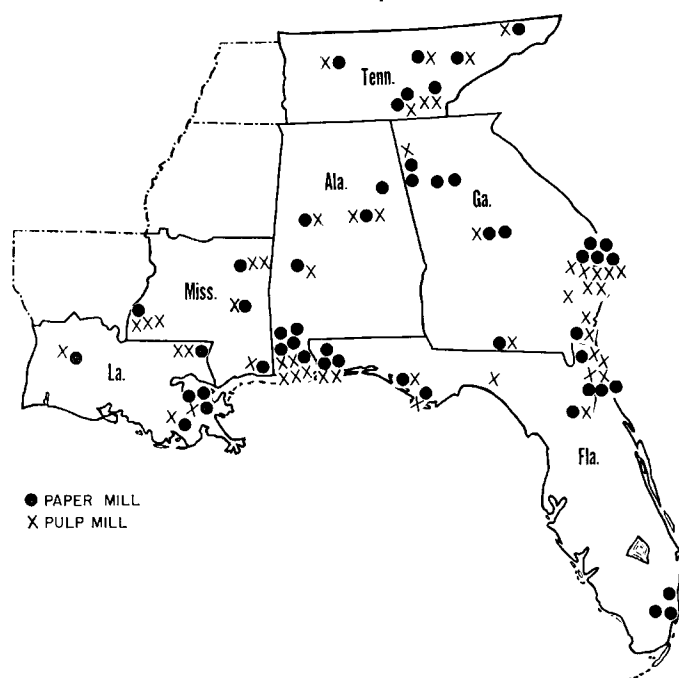 Tenn.
Ala.
Ga.
Miss.
La.
Fla.
● PAPER MILL
X PULP MILL